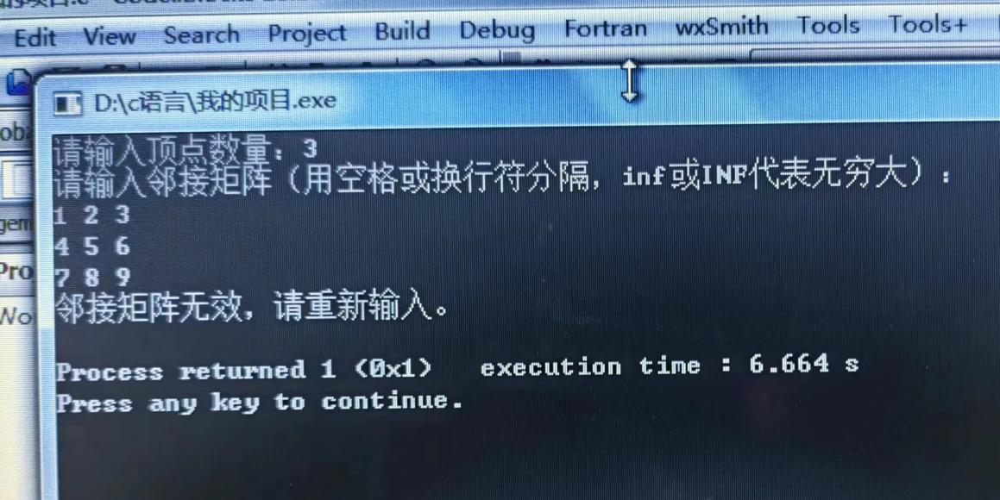 Edit View Search Project Build Debug Fortran wxSmith Tools Tools+
D:\c语言\我的项目.exe
请输入顶点数量：3
请输入邻接矩阵（用空格或换行符分隔，inf或INF代表无穷大）：
1 2 3
4 5 6
7 8 9
邻接矩阵无效，请重新输入。
Process returned 1 (0x1) execution time : 6.664 s
Press any key to continue.